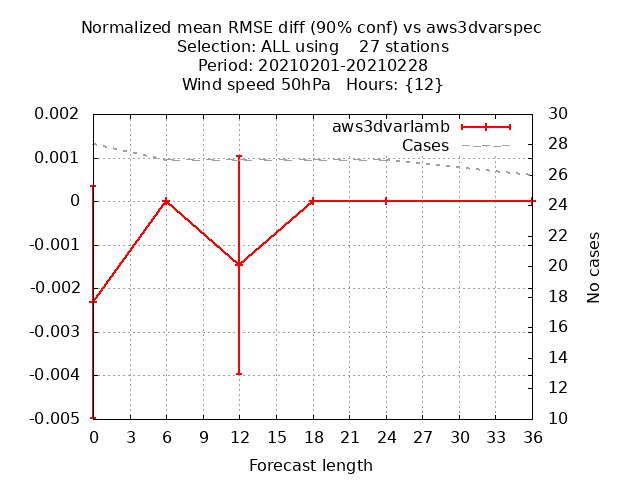 Normalized mean RMSE diff (90% conf) vs aws3dvarspec
Selection: ALL using    27 stations
Period: 20210201-20210228
Wind speed 50hPa   Hours: {12}
aws3dvarlamb
Cases
0.002
0.001
0
-0.001
-0.002
-0.003
-0.004
-0.005
30
28
26
24
22
20
18
16
14
12
10
No cases
0 3 6 9 12 15 18 21 24 27 30 33 36
Forecast length